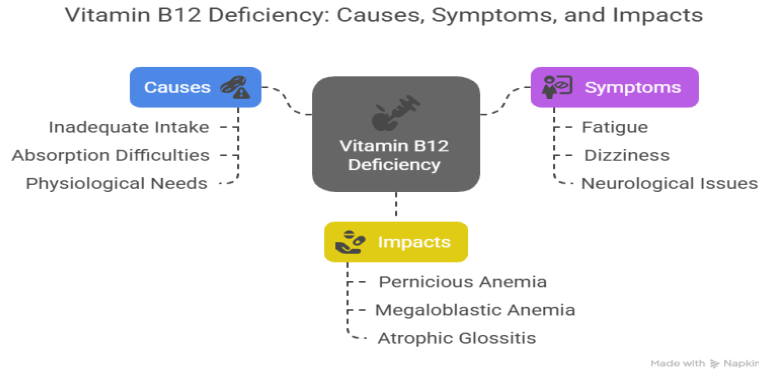 Vitamin B12 Deficiency: Causes, Symptoms, and Impacts
Causes
Inadequate Intake
Absorption Difficulties
Physiological Needs
Vitamin B12
Deficiency
Symptoms
Fatigue
Dizziness
Neurological Issues
Impacts
Pernicious Anemia
Megaloblastic Anemia
Atrophic Glossitis
Made with Napkin